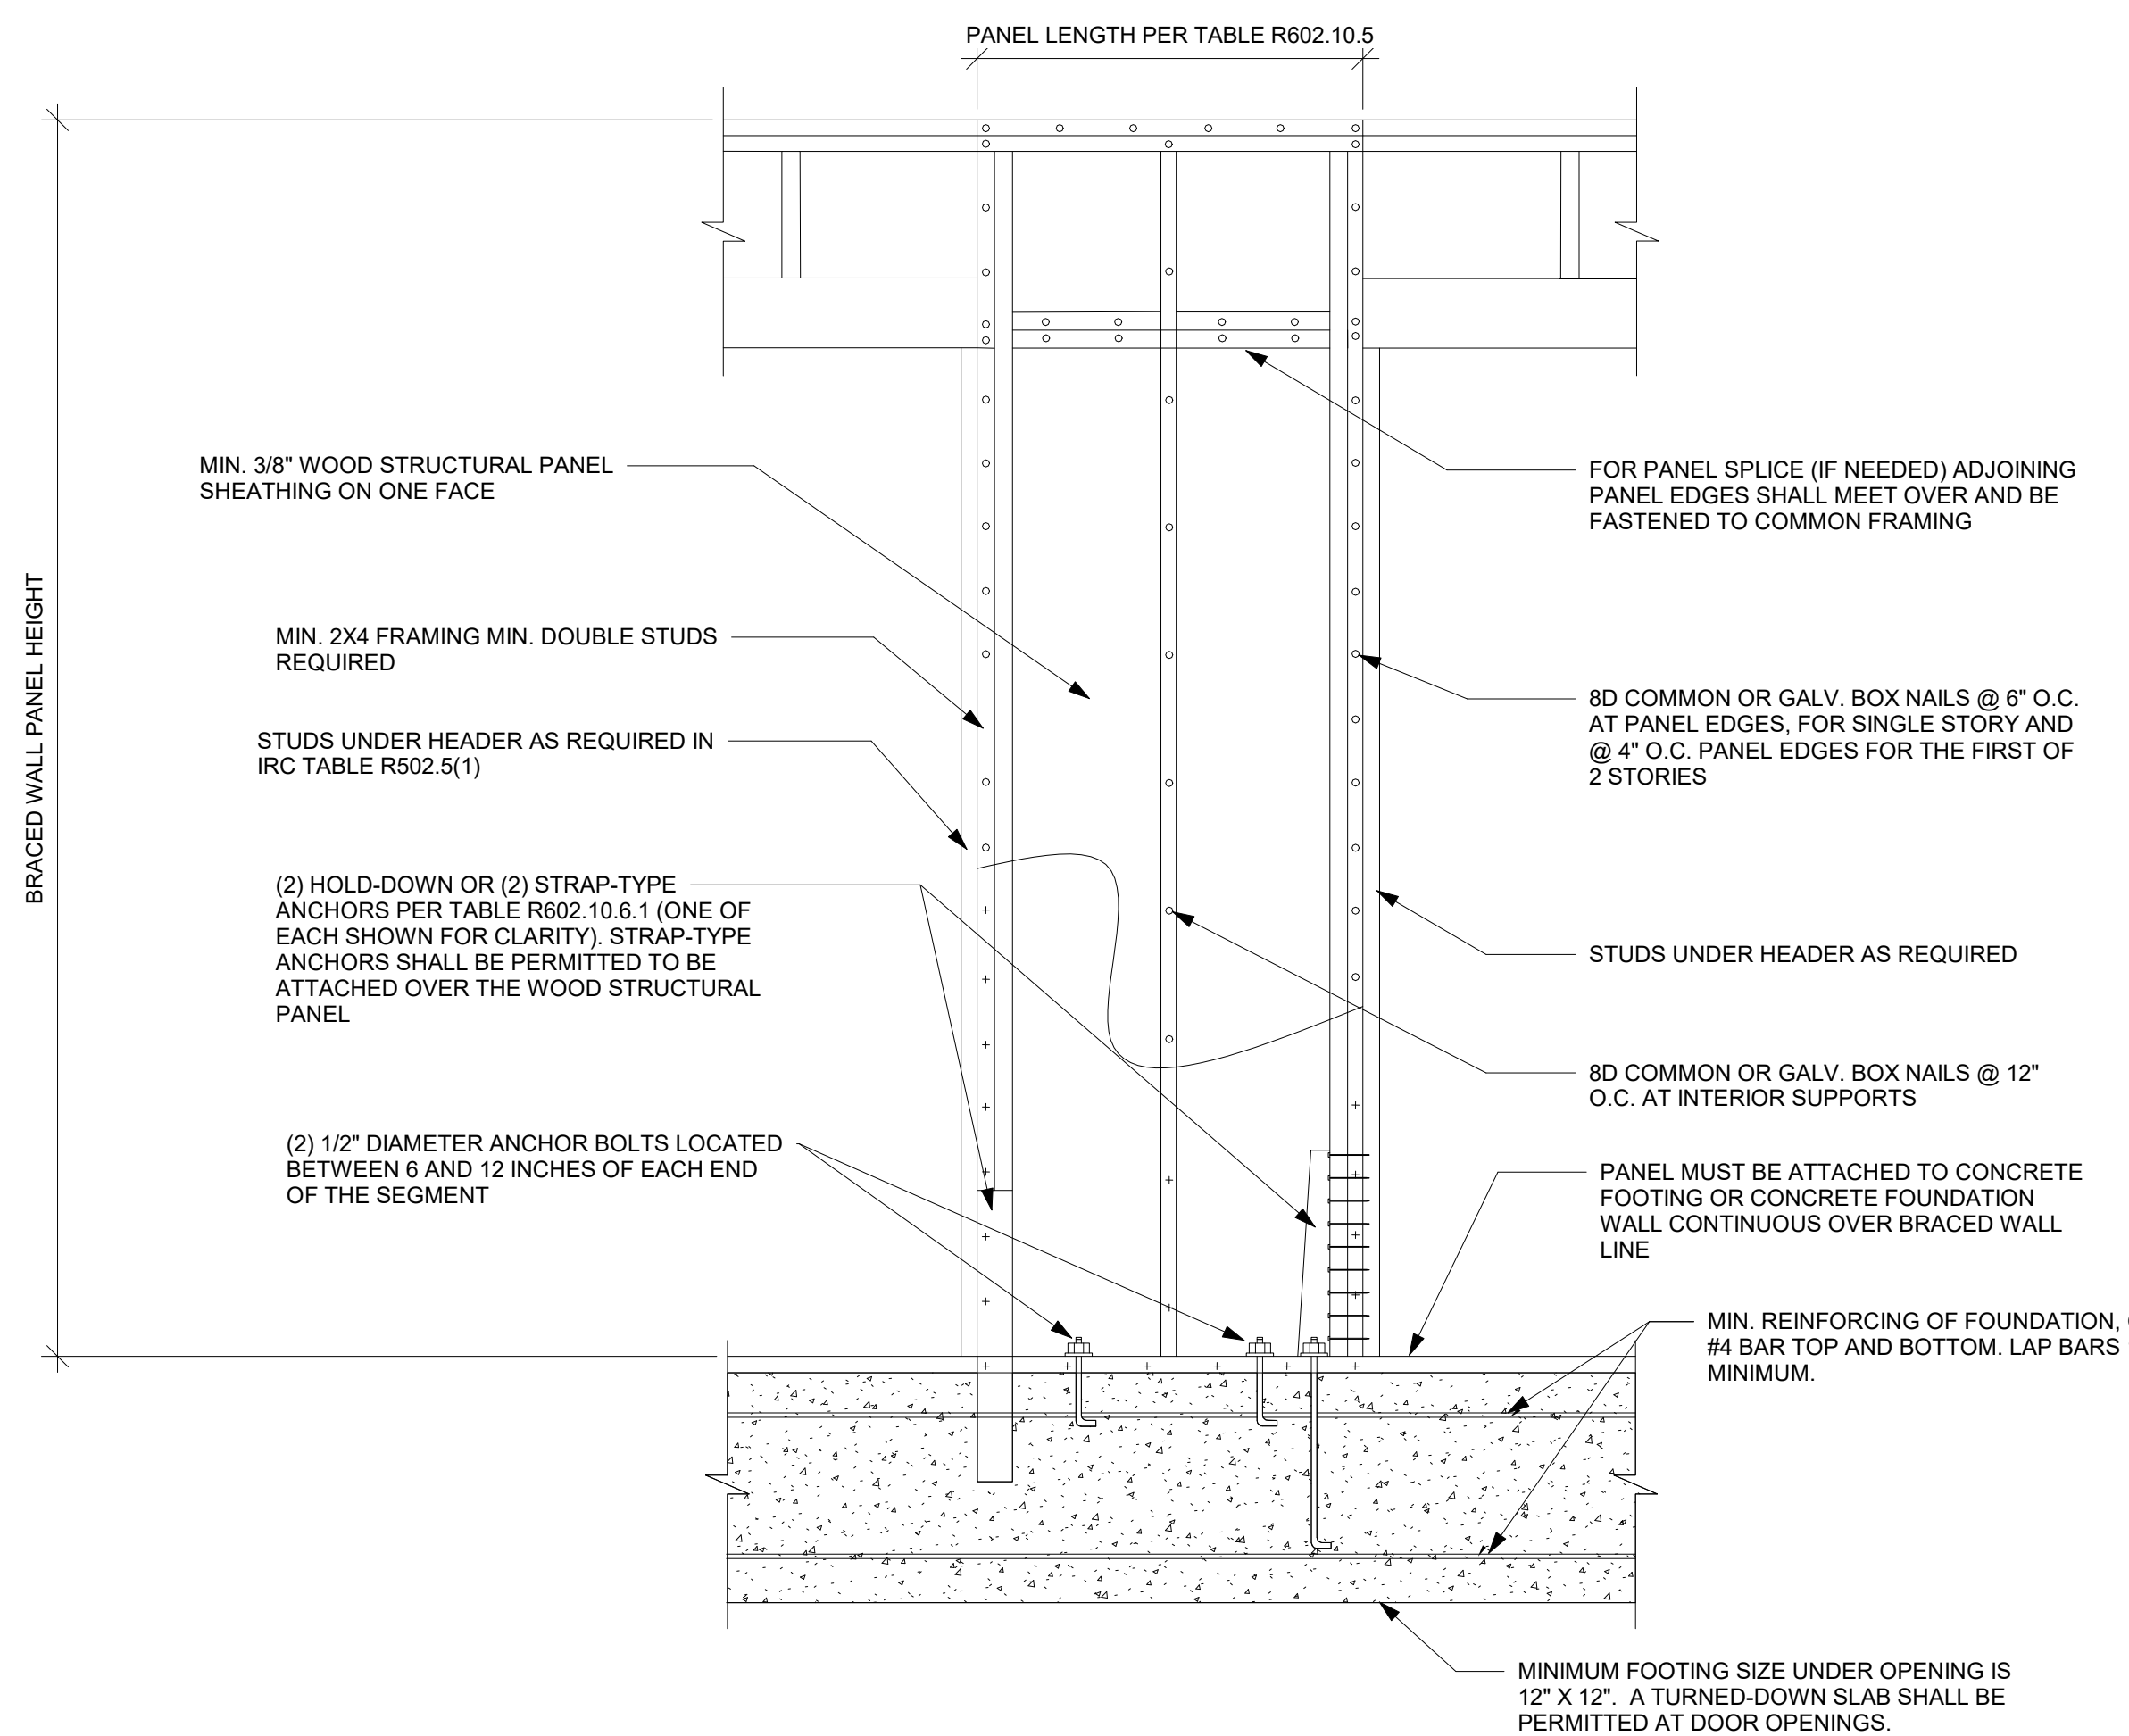 PANEL LENGTH PER TABLE R602.10.5
BRACED WALL PANEL HEIGHT
MIN. 3/8" WOOD STRUCTURAL PANEL
SHEATHING ON ONE FACE
MIN. 2X4 FRAMING MIN. DOUBLE STUDS
REQUIRED
STUDS UNDER HEADER AS REQUIRED IN
IRC TABLE R502.5(1)
(2) HOLD-DOWN OR (2) STRAP-TYPE
ANCHORS PER TABLE R602.10.6.1 (ONE OF
EACH SHOWN FOR CLARITY). STRAP-TYPE
ANCHORS SHALL BE PERMITTED TO BE
ATTACHED OVER THE WOOD STRUCTURAL
PANEL
(2) 1/2" DIAMETER ANCHOR BOLTS LOCATED
BETWEEN 6 AND 12 INCHES OF EACH END
OF THE SEGMENT
FOR PANEL SPLICE (IF NEEDED) ADJOINING
PANEL EDGES SHALL MEET OVER AND BE
FASTENED TO COMMON FRAMING
8D COMMON OR GALV. BOX NAILS @ 6" O.C.
AT PANEL EDGES, FOR SINGLE STORY AND
@ 4" O.C. PANEL EDGES FOR THE FIRST OF
2 STORIES
STUDS UNDER HEADER AS REQUIRED
8D COMMON OR GALV. BOX NAILS @ 12"
O.C. AT INTERIOR SUPPORTS
PANEL MUST BE ATTACHED TO CONCRETE
FOOTING OR CONCRETE FOUNDATION
WALL CONTINUOUS OVER BRACED WALL
LINE
MIN. REINFORCING OF FOUNDATION,
#4 BAR TOP AND BOTTOM. LAP BARS
MINIMUM.
MINIMUM FOOTING SIZE UNDER OPENING IS
12" X 12". A TURNED-DOWN SLAB SHALL BE
PERMITTED AT DOOR OPENINGS.